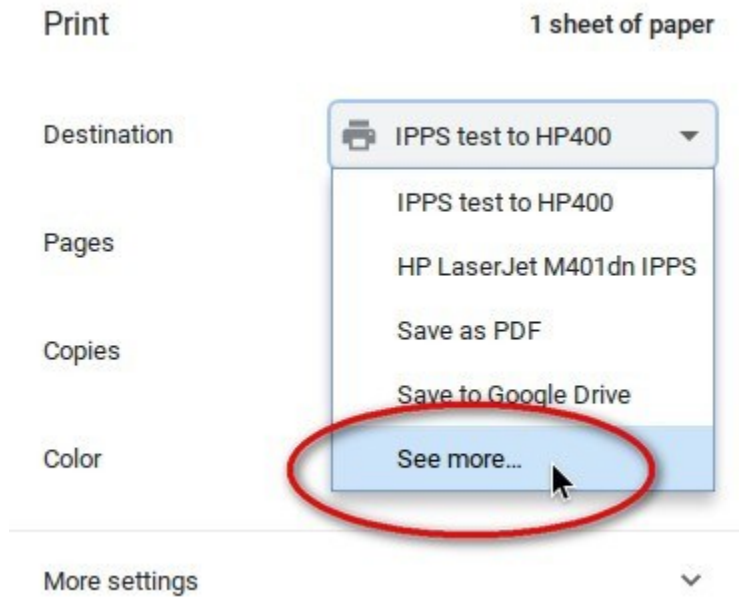 Print
1 sheet of paper
Destination
IPPS test to HP400
IPPS test to HP400
Pages
HP LaserJet M401dn IPPS
Save as PDF
Copies
Save to Google Drive
Color
See more...
More settings